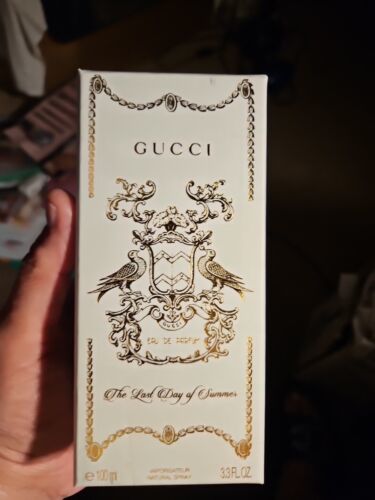 GUCCI
GUCCI
EAU DE PARFUM
The Last Day of Summer
e 100 ml
VAPORISATEUR
NATURAL SPRAY
3.3 FL. OZ.